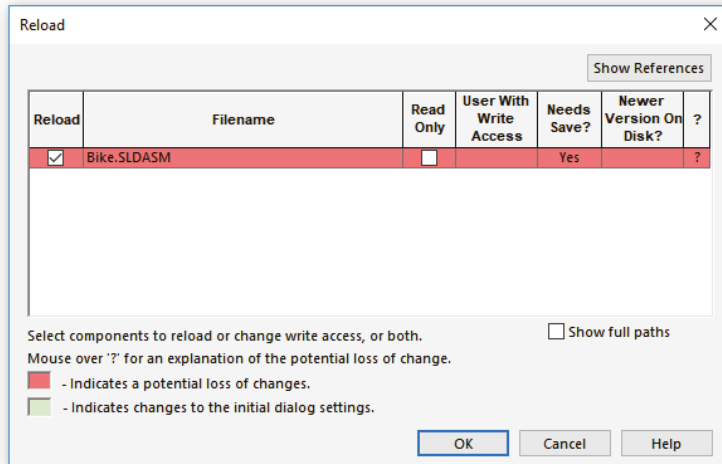 Reload
Show References
Reload Filename Read Only User With Write Access Needs Save? Newer Version On Disk? ?
Bike.SLDASM Yes ?
Select components to reload or change write access, or both.
Show full paths
Mouse over '?' for an explanation of the potential loss of change.
- Indicates a potential loss of changes.
- Indicates changes to the initial dialog settings.
OK Cancel Help